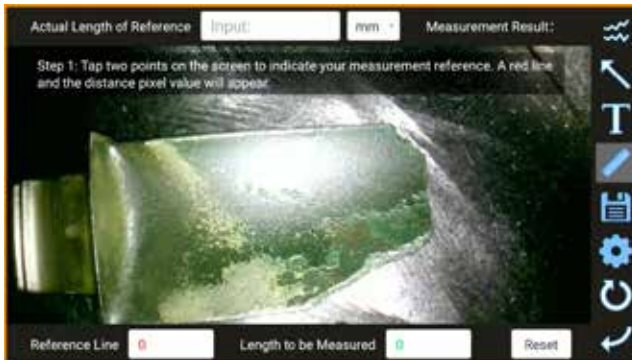 Actual Length of Reference Input: mm Measurement Result:
Step 1: Tap two points on the screen to indicate your measurement reference. A red line
and the distance pixel value will appear.
T
Reference Line 0 Length to be Measured 0 Reset